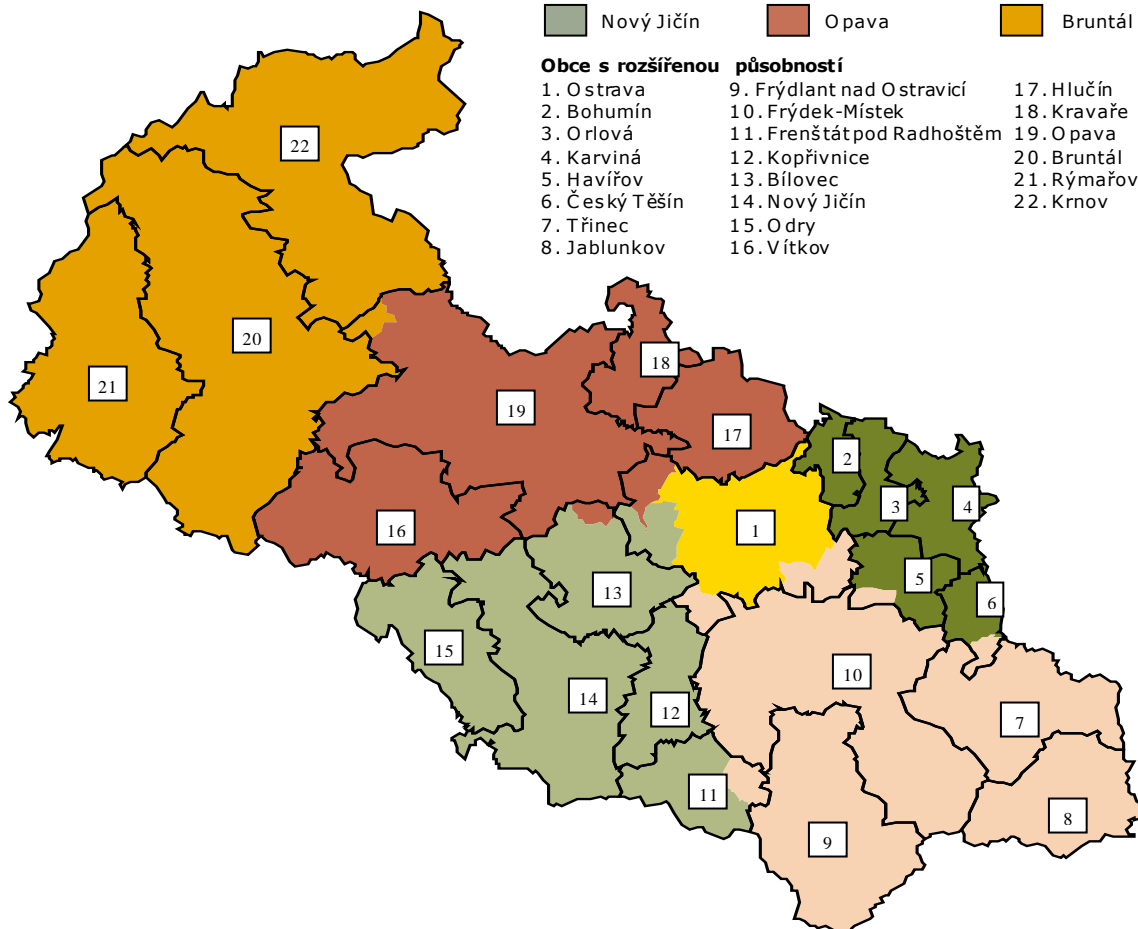 Nový Jičín Opava Bruntál
Obce s rozšířenou působností
1. Ostrava
2. Bohumín
3. Orlová
4. Karviná
5. Havířov
6. Český Těšín
7. Třinec
8. Jablunkov
9. Frýdlant nad Ostravicí
10. Frýdek-Místek
11. Frenštát pod Radhoštěm
12. Kopřivnice
13. Bílovec
14. Nový Jičín
15. Odry
16. Vítkov
17. Hlučín
18. Kravaře
19. Opava
20. Bruntál
21. Rýmařov
22. Krnov
22
20
21
18
19
17
2
3
4
16
1
5
13
6
15
10
14
12
7
11
8
9